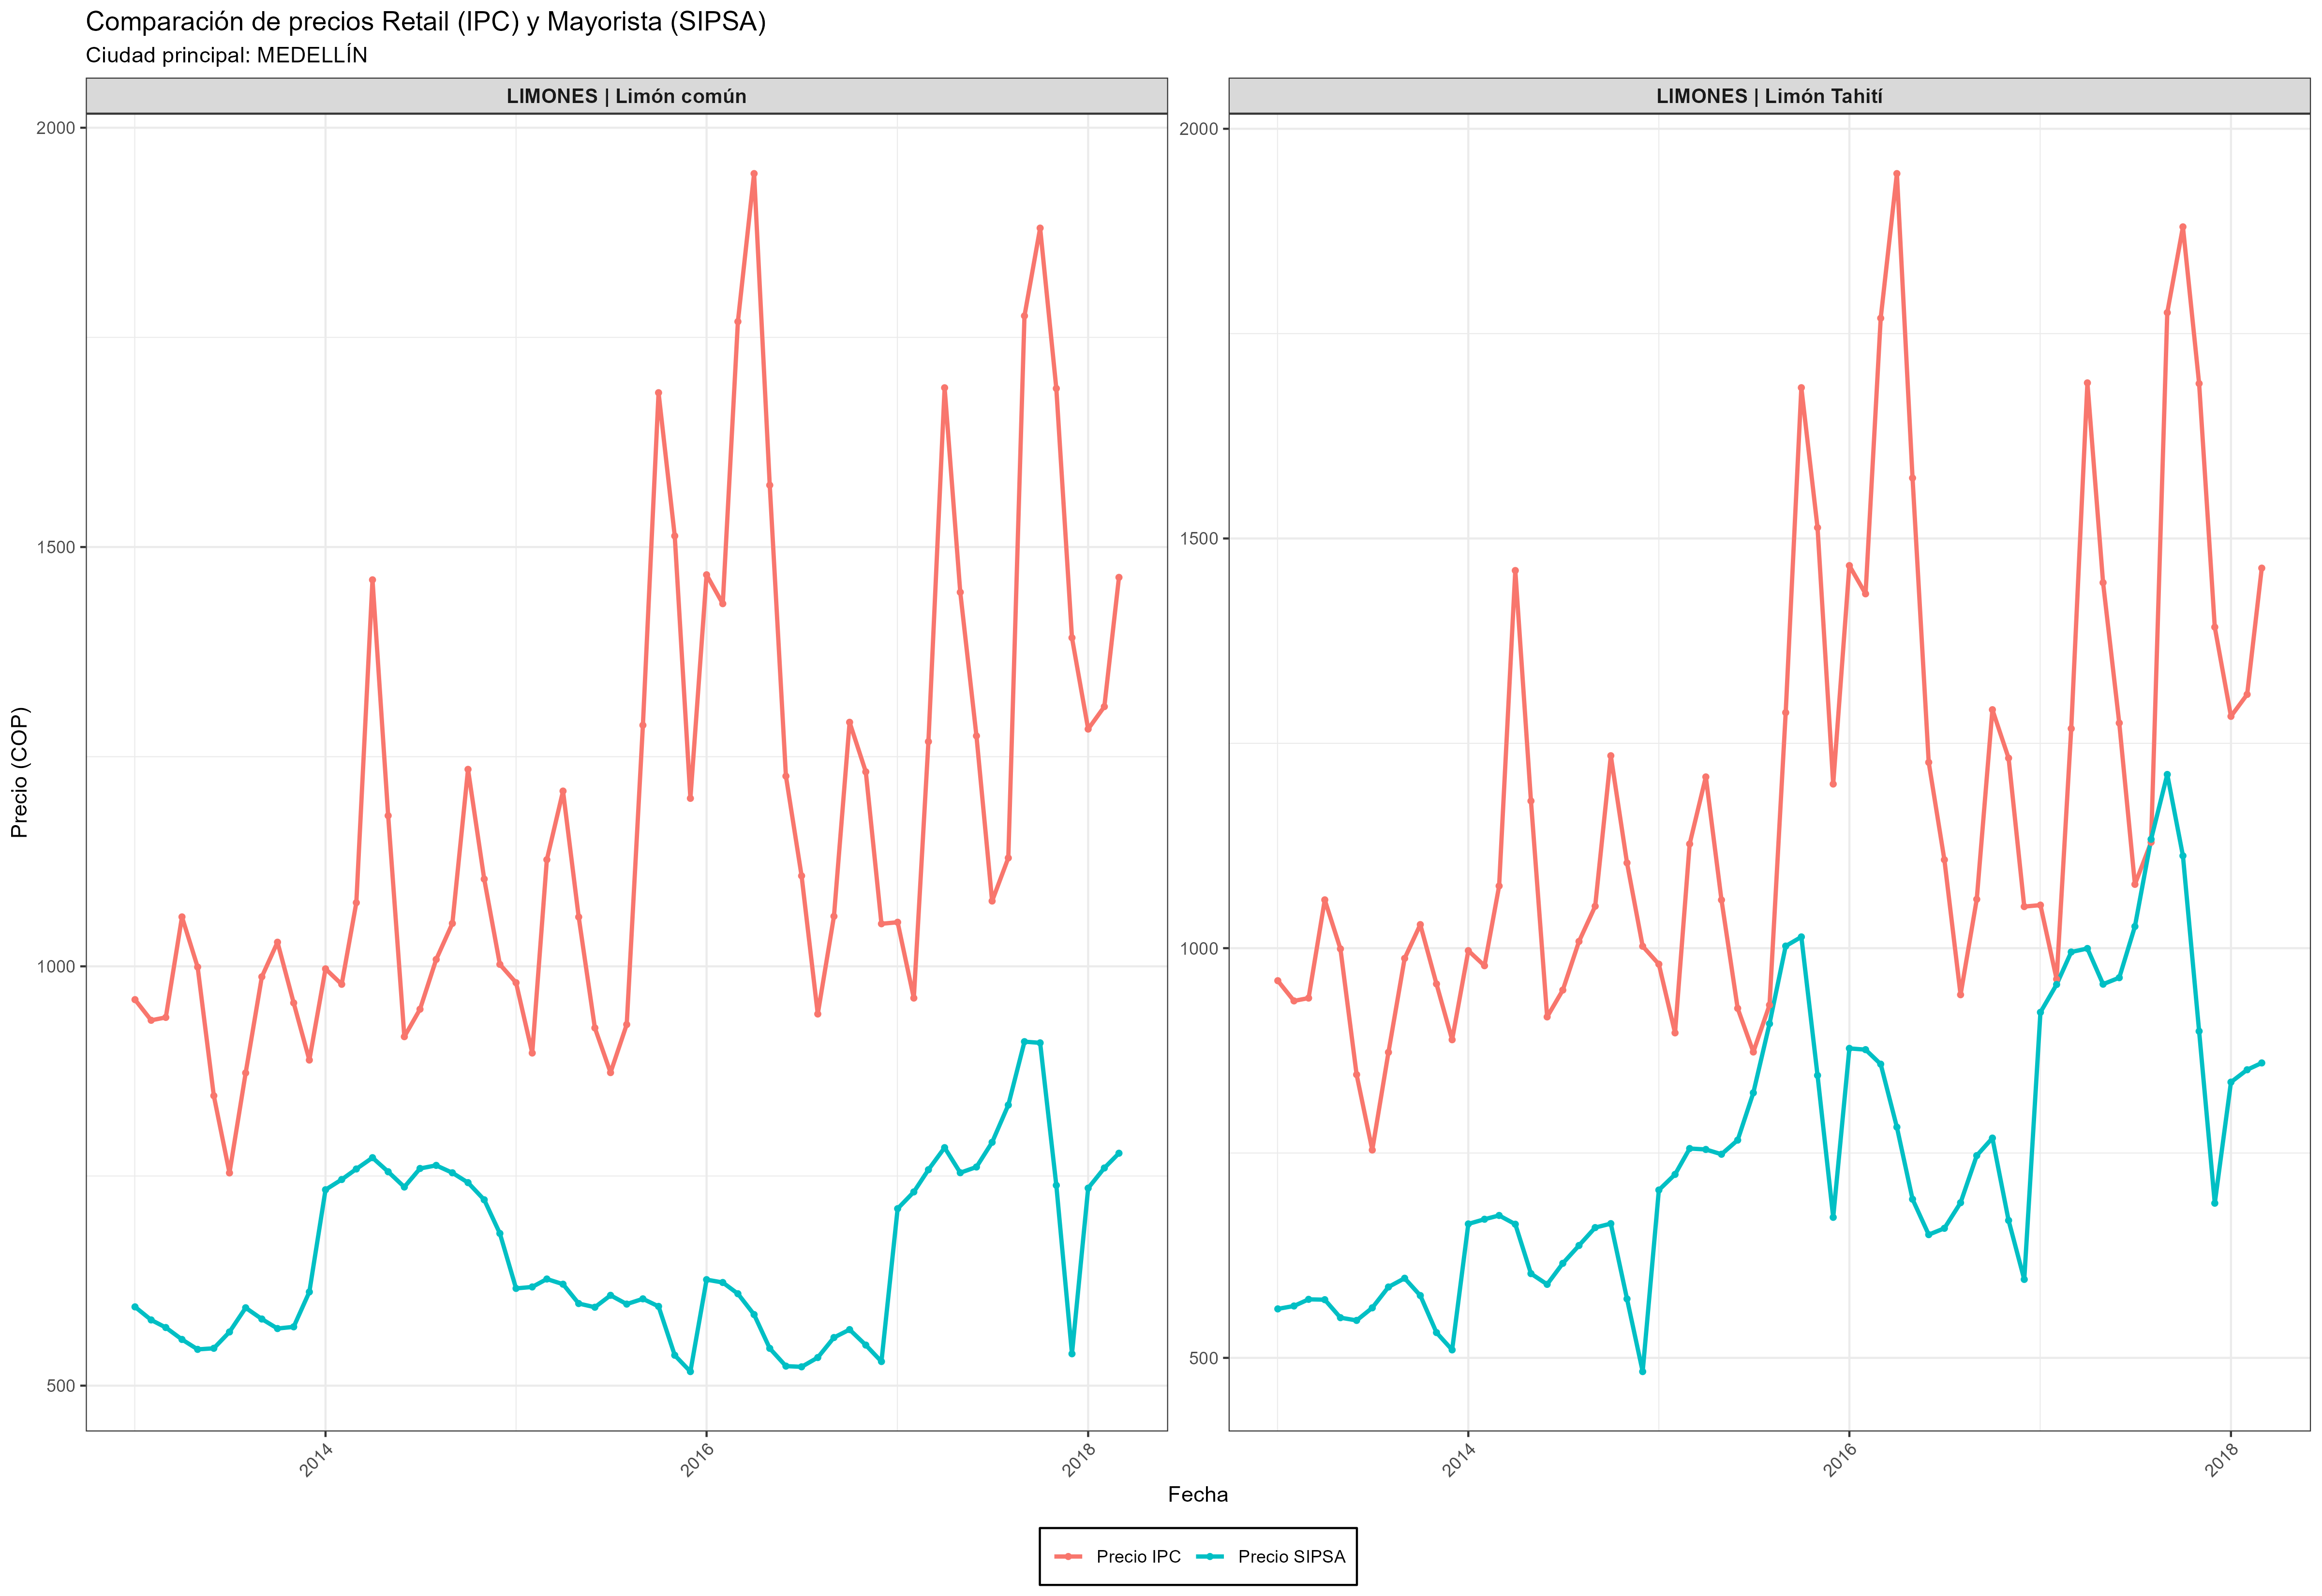 Comparación de precios Retail (IPC) y Mayorista (SIPSA)
Ciudad principal: MEDELLÍN
LIMONES | Limón común
LIMONES | Limón Tahití
Precio (COP)
2000
1500
1000
500
2000
1500
1000
500
2014
2016
2018
2014
2016
2018
Fecha
Precio IPC
Precio SIPSA